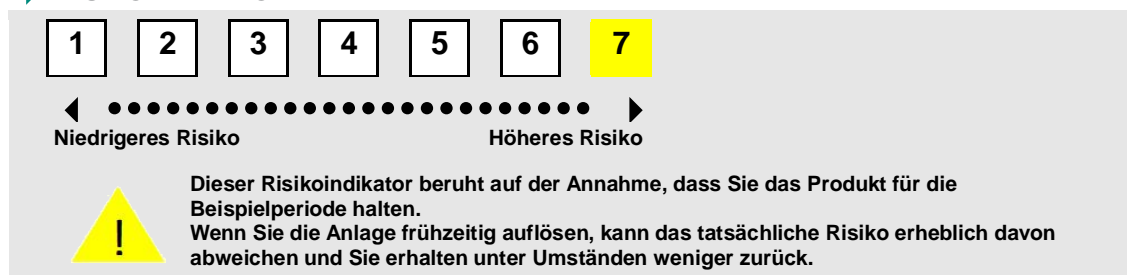 1 2 3 4 5 6 7
Niedrigeres Risiko Höheres Risiko
Dieser Risikoindikator beruht auf der Annahme, dass Sie das Produkt für die
Beispielperiode halten.
Wenn Sie die Anlage frühzeitig auflösen, kann das tatsächliche Risiko erheblich davon
abweichen und Sie erhalten unter Umständen weniger zurück.